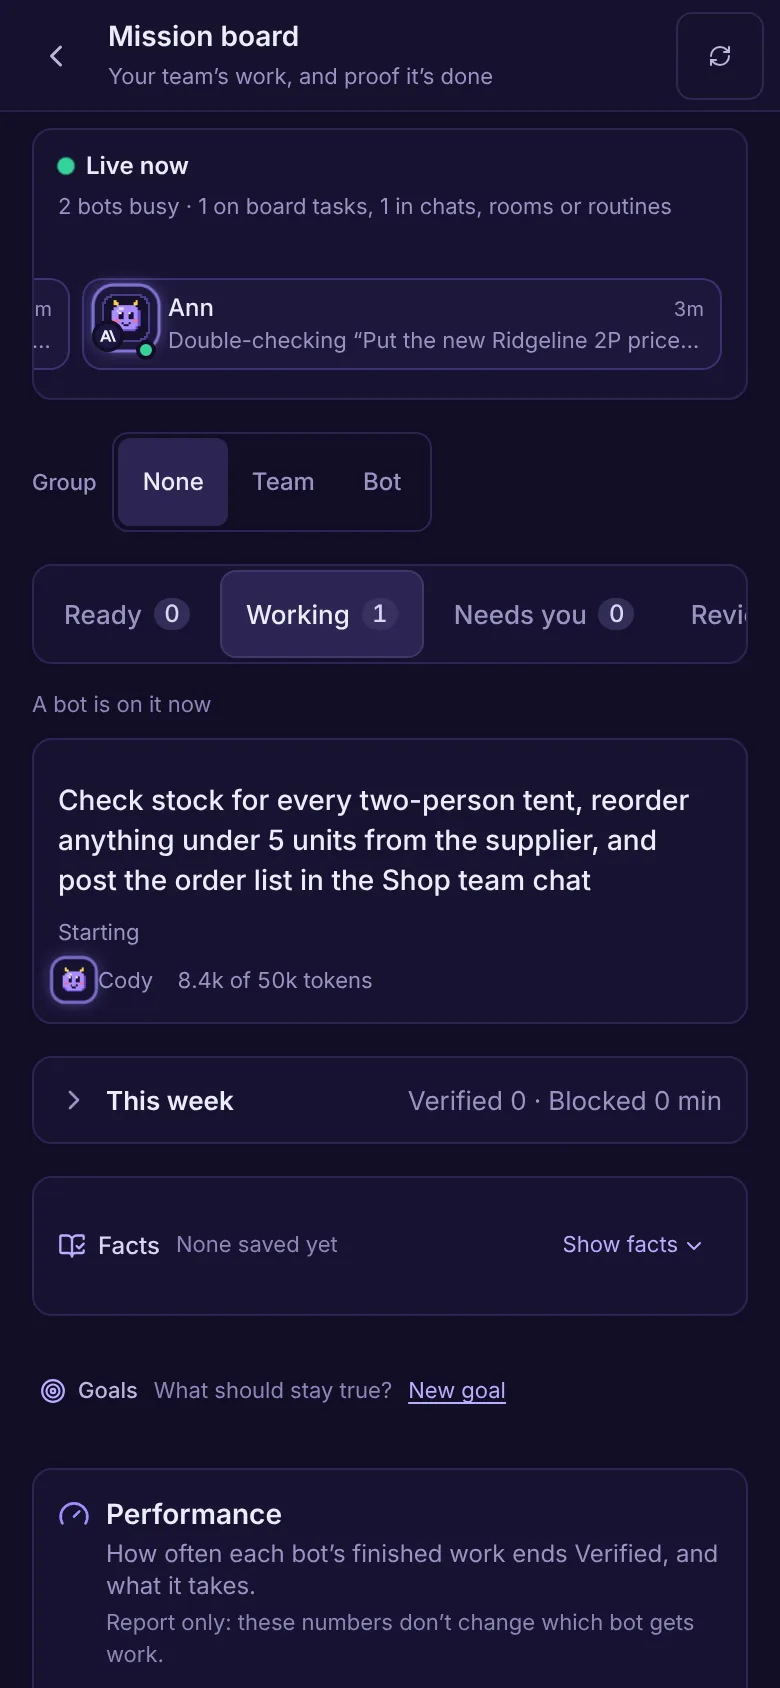 Mission board
Your team’s work, and proof it’s done
Live now
2 bots busy · 1 on board tasks, 1 in chats, rooms or routines
m
...
Ann
3m
Double-checking “Put the new Ridgeline 2P price...
Group
None
Team
Bot
Ready 0
Working 1
Needs you 0
Revi
A bot is on it now
Check stock for every two-person tent, reorder
anything under 5 units from the supplier, and
post the order list in the Shop team chat
Starting
Cody 8.4k of 50k tokens
This week
Verified 0 · Blocked 0 min
Facts None saved yet
Show facts
Goals What should stay true? New goal
Performance
How often each bot’s finished work ends Verified, and
what it takes.
Report only: these numbers don’t change which bot gets
work.